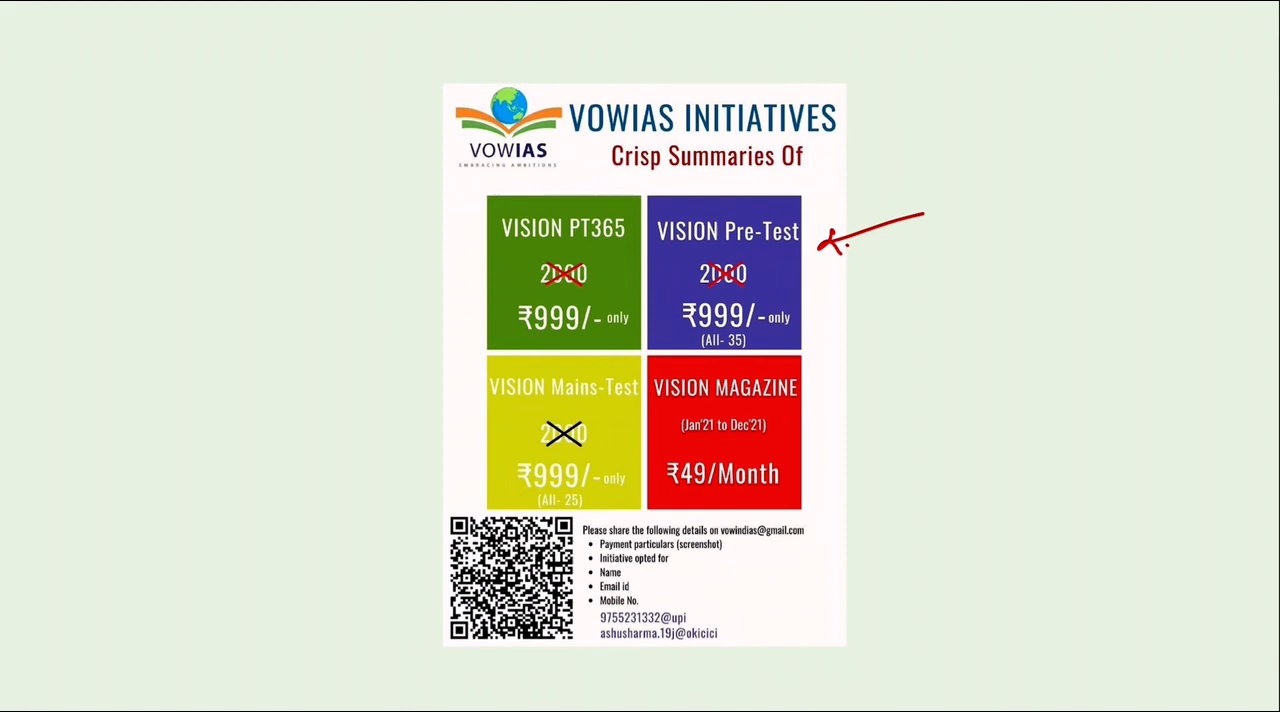 VOWIAS
EMBRACING AMBITIONS
VOWIAS INITIATIVES
Crisp Summaries Of
VISION PT365
2000
₹999/- only
VISION Pre-Test
2000
₹999/- only
(All- 35)
VISION Mains-Test
2000
₹999/- only
(All- 25)
VISION MAGAZINE
(Jan'21 to Dec'21)
₹49/Month
Please share the following details on vowindias@gmail.com
• Payment particulars (screenshot)
• Initiative opted for
• Name
• Email id
• Mobile No.
9755231332@upi
ashusharma.19j@okicici